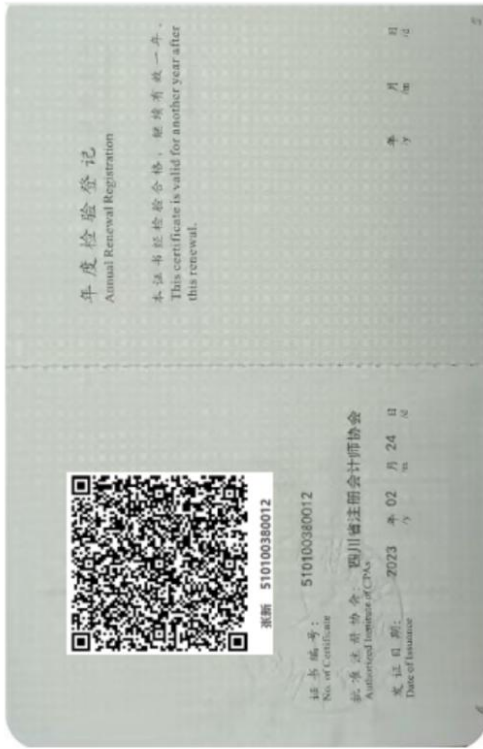 年度检验登记
Annual Renewal Registration
本证书经检验合格，继续有效一年。
This certificate is valid for another year after
this renewal.
年 月 日
/y /m /d
张新 510100380012
证书编号： 510100380012
No. of Certificate
批准注册协会：四川省注册会计师协会
Authorized Institute of CPAs
发证日期： 2023 年 02 月 24 日
Date of Issuance /y /m /d